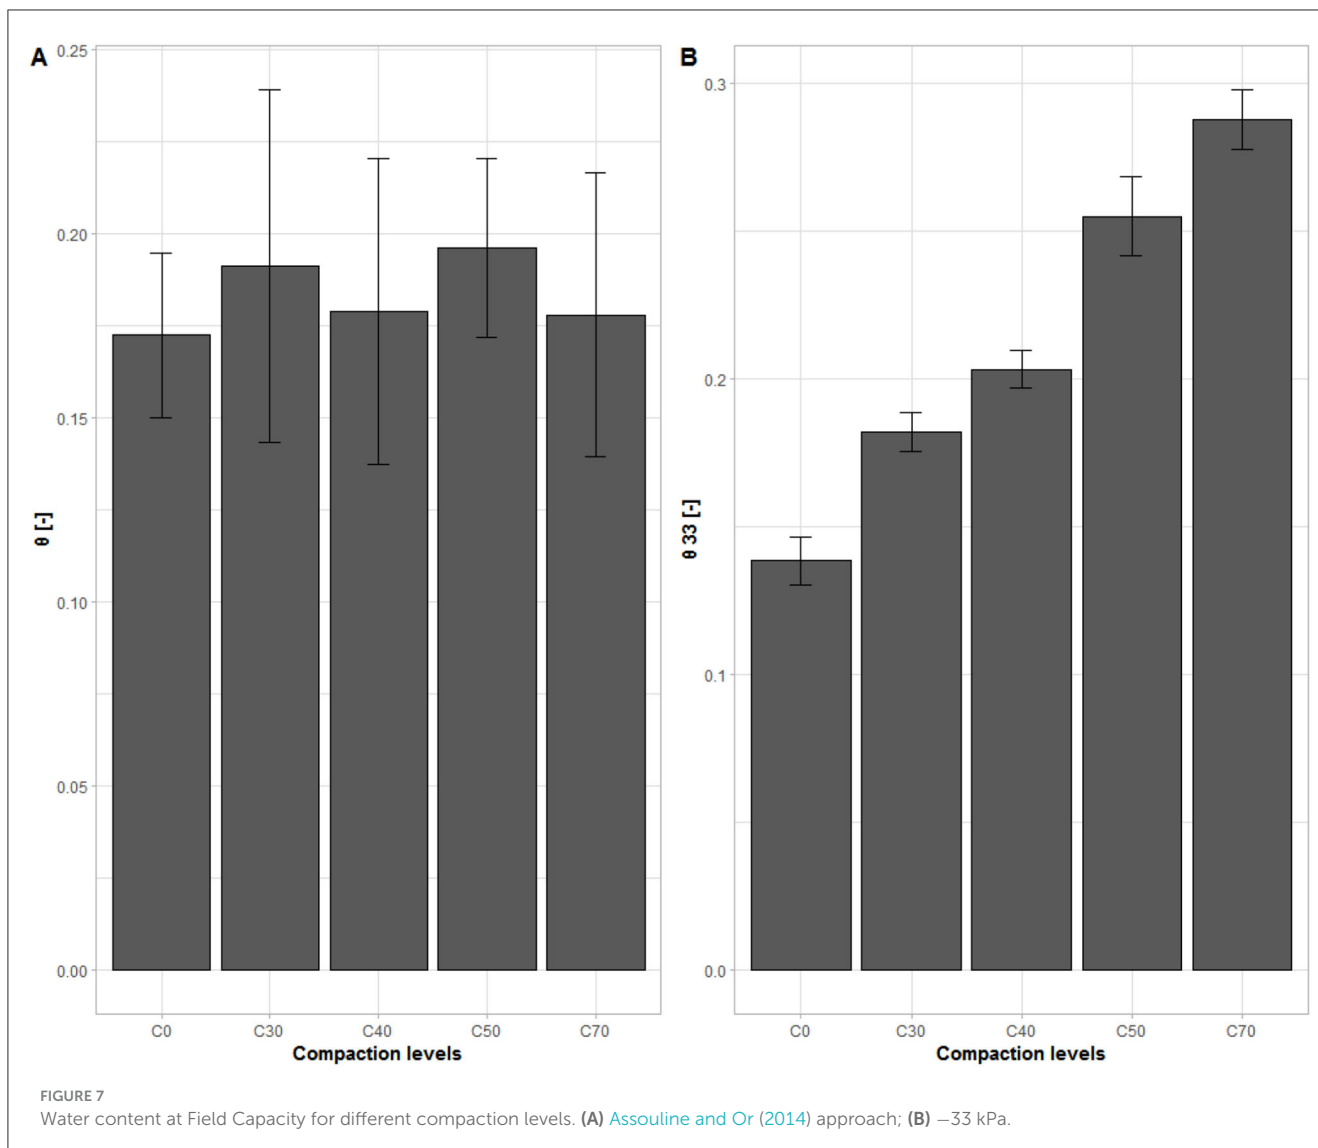 A
0.25
0.20
0.15
0.10
0.05
0.00
θ [-]
C0 C30 C40 C50 C70
Compaction levels
B
0.3
0.2
0.1
0.0
θ 33 [-]
C0 C30 C40 C50 C70
Compaction levels
FIGURE 7
Water content at Field Capacity for different compaction levels. (A) Assouline and Or (2014) approach; (B) −33 kPa.